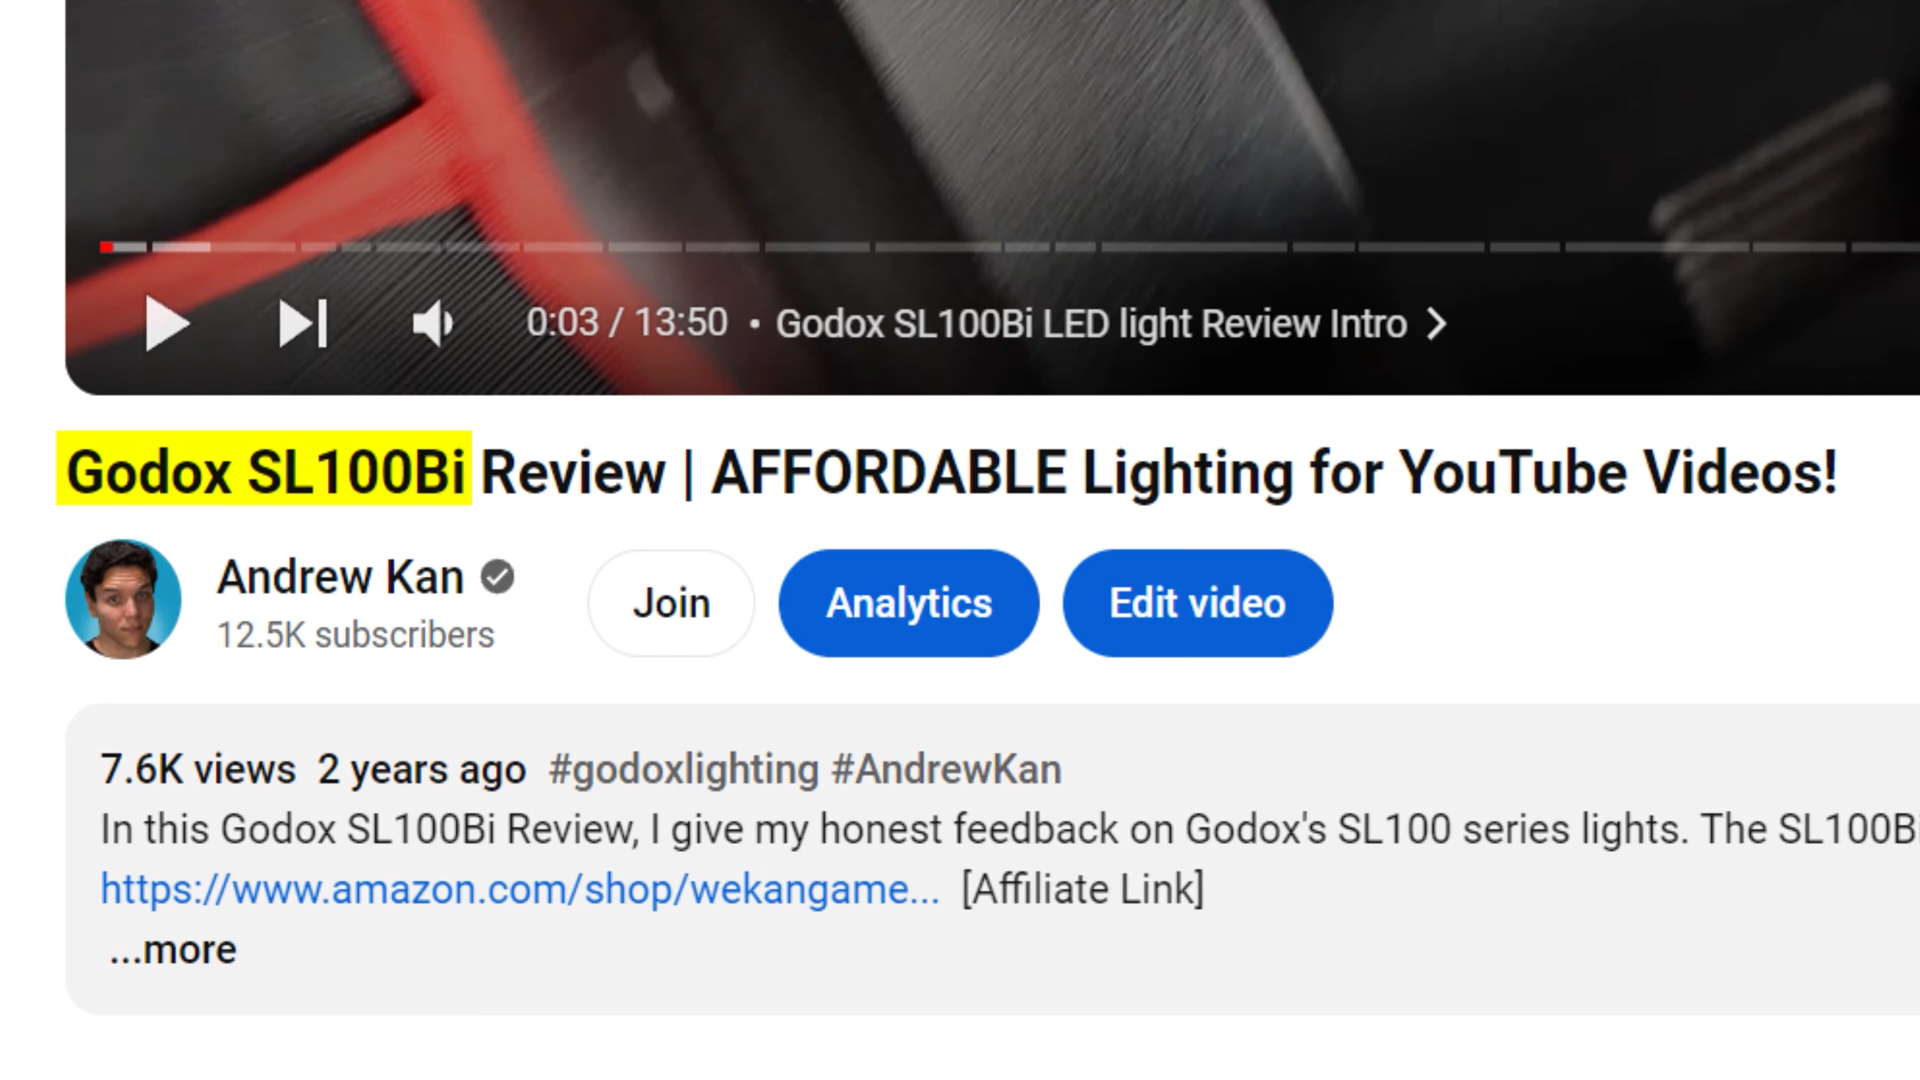 0:03 / 13:50 • Godox SL100Bi LED light Review Intro
Godox SL100Bi Review | AFFORDABLE Lighting for YouTube Videos!
Andrew Kan
12.5K subscribers
Join
Analytics
Edit video
7.6K views 2 years ago #godoxlighting #AndrewKan
In this Godox SL100Bi Review, I give my honest feedback on Godox's SL100 series lights. The SL100Bi
https://www.amazon.com/shop/wekangame... [Affiliate Link]
...more